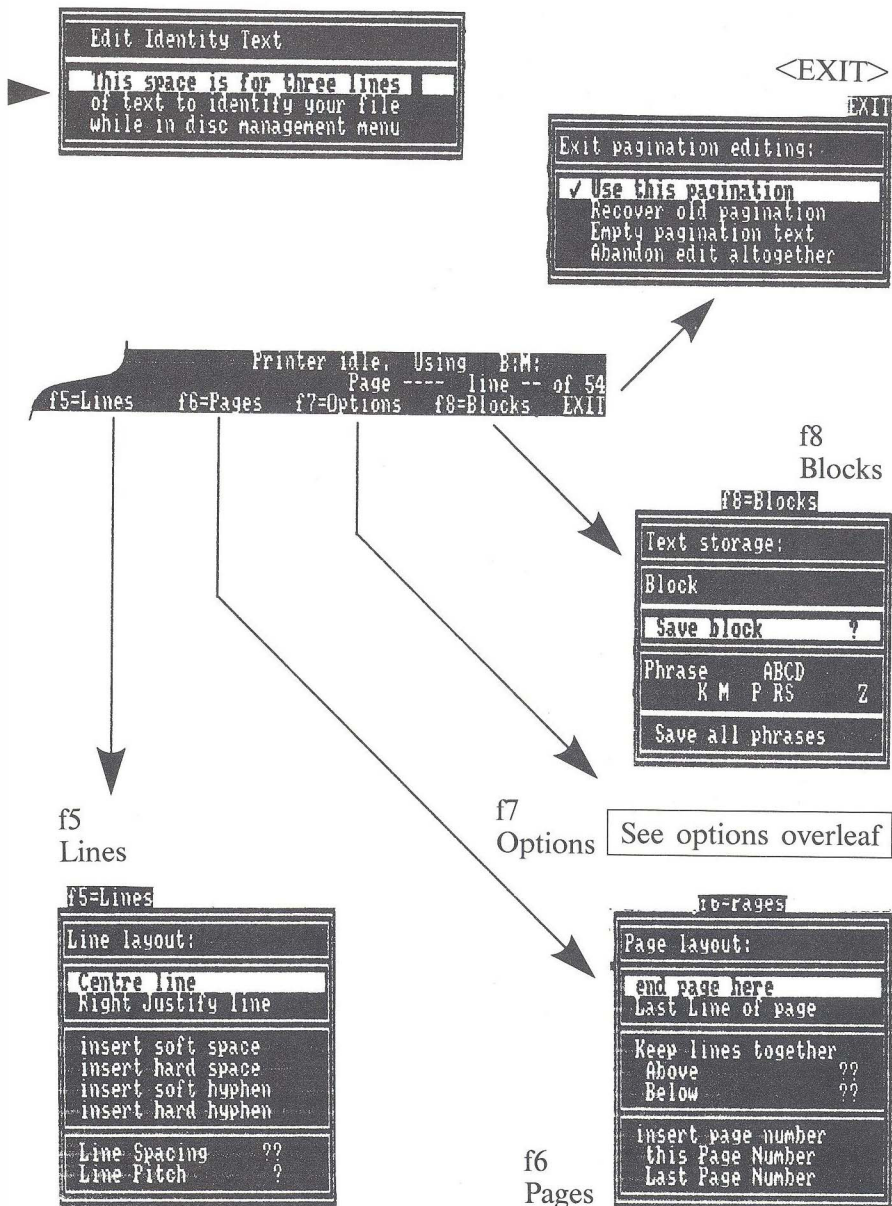 Edit Identity Text
This space is for three lines
of text to identify your file
while in disc management menu
<EXIT>
EXIT
Exit pagination editing:
✓ Use this pagination
Recover old pagination
Empty pagination text
Abandon edit altogether
Printer idle. Using B:M:
Page ---- line -- of 54
f5=Lines f6=Pages f7=Options f8=Blocks EXIT
f8
Blocks
f8=Blocks
Text storage:
Block
Save block ?
Phrase ABCD
K M P RS Z
Save all phrases
f7
Options
See options overleaf
f5
Lines
f5=Lines
Line layout:
Centre line
Right Justify line
insert soft space
insert hard space
insert soft hyphen
insert hard hyphen
Line Spacing ??
Line Pitch ?
f6
Pages
f6=Pages
Page layout:
end page here
Last Line of page
Keep lines together
Above ??
Below ??
insert page number
this Page Number
Last Page Number